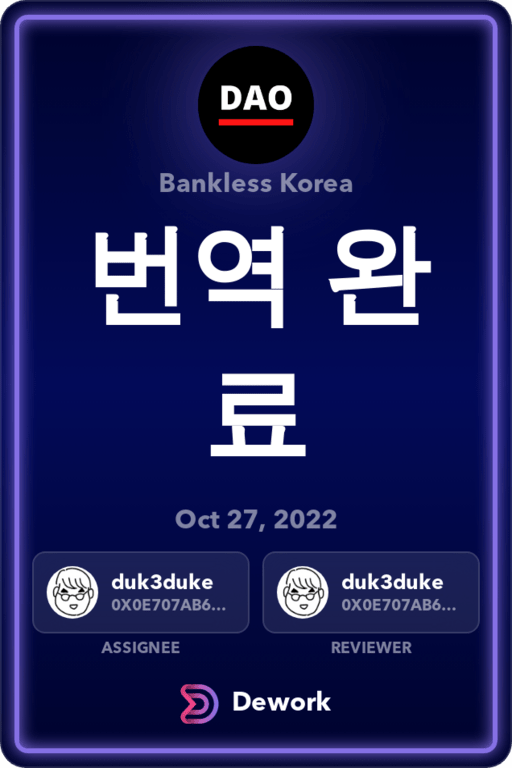 DAO
Bankless Korea
번역 완
료
Oct 27, 2022
duk3duke
0X0E707AB6...
ASSIGNEE
duk3duke
0X0E707AB6...
REVIEWER
Dework